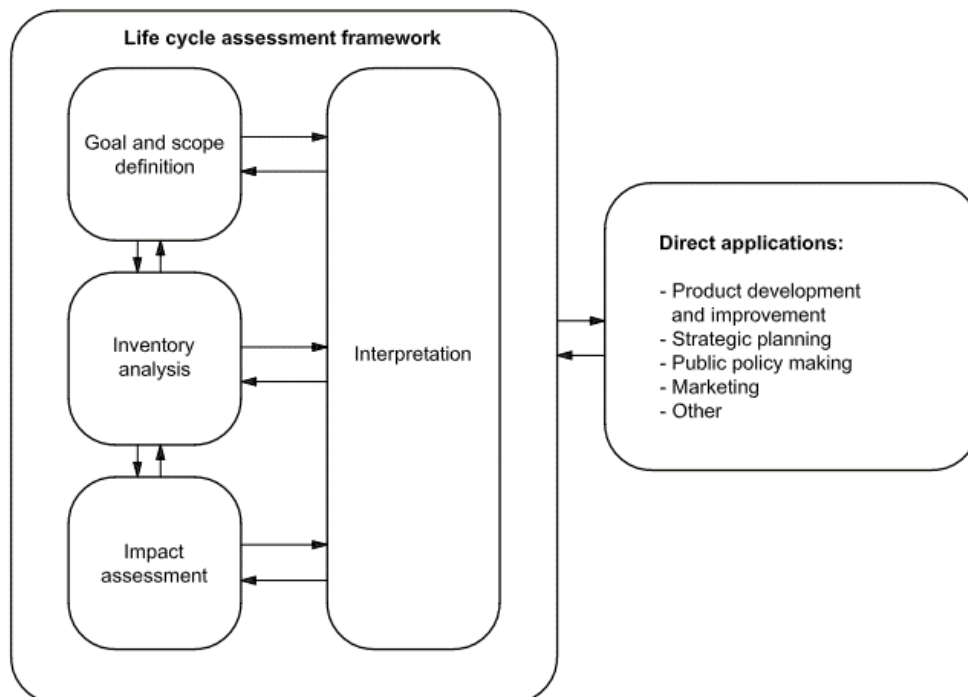 Life cycle assessment framework
Goal and scope
definition
Inventory
analysis
Impact
assessment
Interpretation
Direct applications:
- Product development
and improvement
- Strategic planning
- Public policy making
- Marketing
- Other